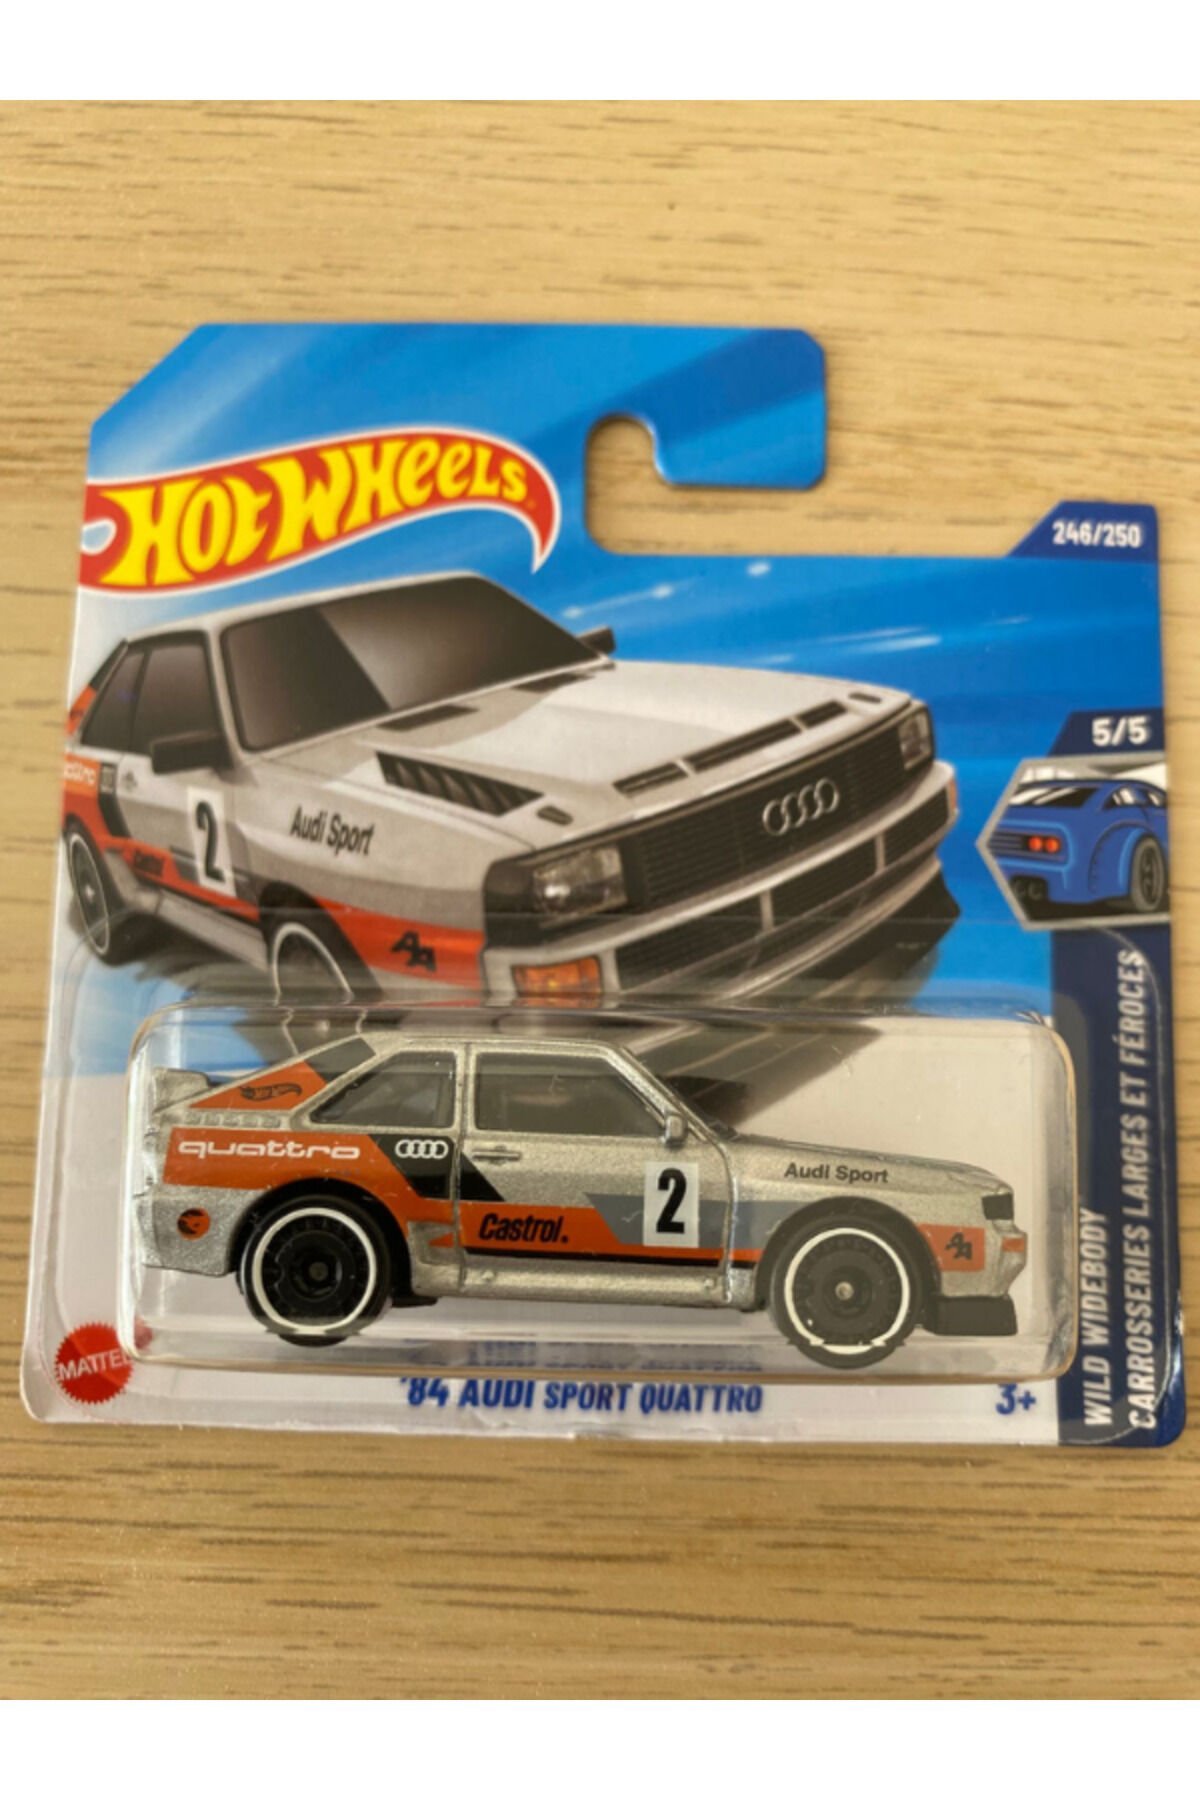 HOT WHEELS
246/250
5/5
2
Audi Sport
quattro
Audi Sport
Castrol.
2
MATTEL
'84 AUDI SPORT QUATTRO
3+
WILD WIDEBODY
CARROSSERIES LARGES ET FÉROCES